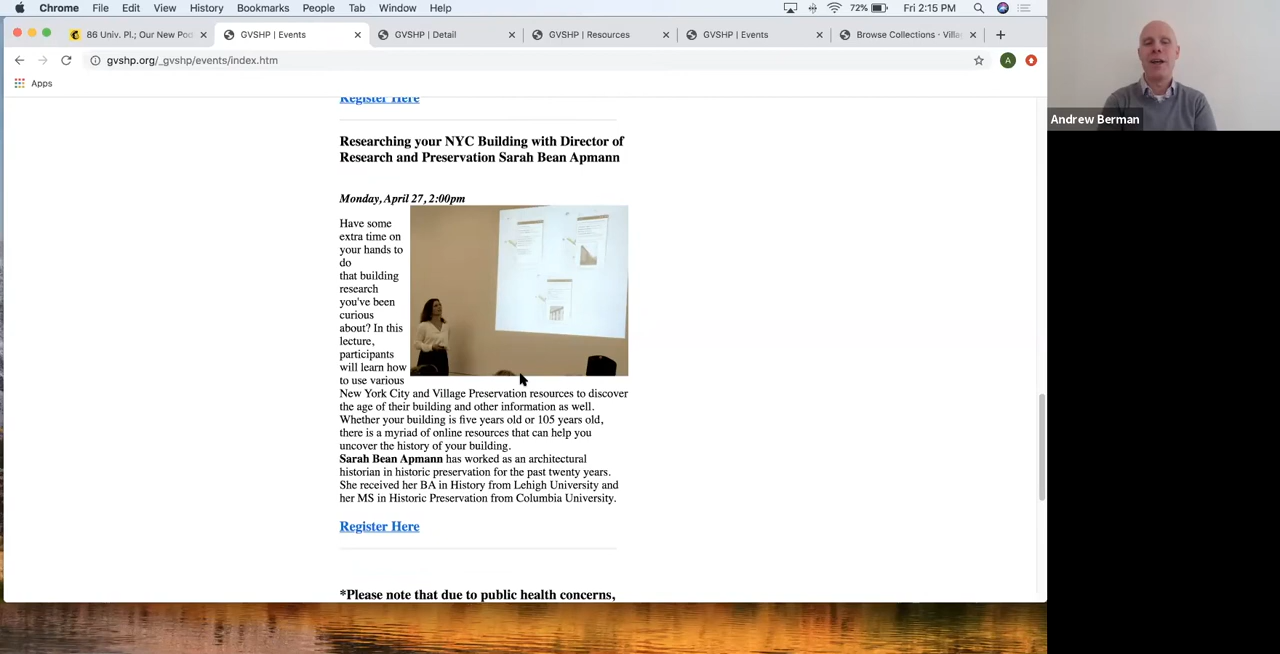 Chrome File Edit View History Bookmarks People Tab Window Help 72% Fri 2:15 PM
86 Univ. Pl.; Our New Poc GVSHP | Events GVSHP | Detail GVSHP | Resources GVSHP | Events Browse Collections · Villa
gvshp.org/_gvshp/events/index.htm A
Apps
Andrew Berman
Register Here
Researching your NYC Building with Director of
Research and Preservation Sarah Bean Apmann
Monday, April 27, 2:00pm
Have some
extra time on
your hands to
do
that building
research
you've been
curious
about? In this
lecture,
participants
will learn how
to use various
New York City and Village Preservation resources to discover
the age of their building and other information as well.
Whether your building is five years old or 105 years old,
there is a myriad of online resources that can help you
uncover the history of your building.
Sarah Bean Apmann has worked as an architectural
historian in historic preservation for the past twenty years.
She received her BA in History from Lehigh University and
her MS in Historic Preservation from Columbia University.
Register Here
*Please note that due to public health concerns,